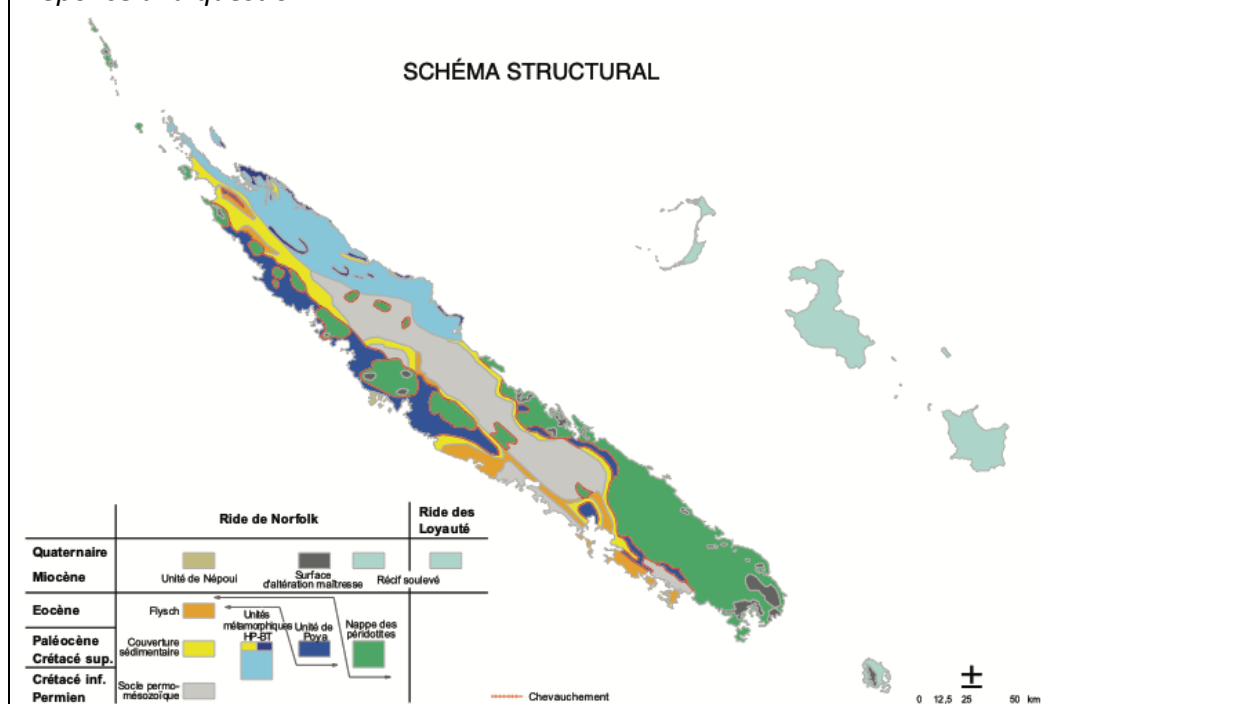 SCHÉMA STRUCTURAL
Ride de Norfolk
Ride des
Loyauté
Quaternaire
Miocène
Unité de Népoui
Surface
d'altération maîtresse
Récif soulevé
Eocène
Flysch
Unités
métamorphiques
HP-BT
Unité de
Poya
Nappe des
péridotites
Paléocène
Crétacé sup.
Couverture
sédimentaire
Crétacé inf.
Permien
Socle permo-
mésozoïque
Chevauchement
0 12,5 25 50 km